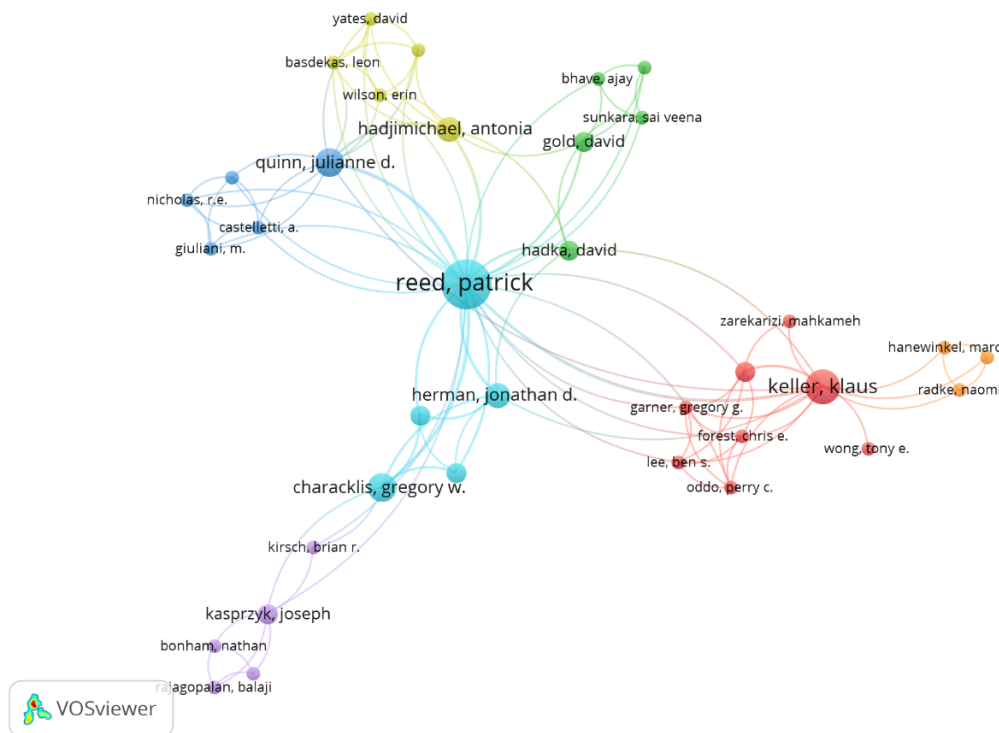 yates, david
basdekas, leon
bhave, ajay
wilson, erin
sunkara, sai veena
hadjimichael, antonia
gold, david
quinn, julianne d.
nicholas, r.e.
castelletti, a.
giuliani, m.
hadka, david
reed, patrick
zarekarizi, mahkameh
hanewinkel, marc
keller, klaus
radke, naomi
herman, jonathan d.
garner, gregory g.
forest, chris e.
wong, tony e.
lee, ben s.
oddo, perry c.
characklis, gregory w.
kirsch, brian r.
kasprzyk, joseph
bonham, nathan
rajagopalan, balaji
VOSviewer